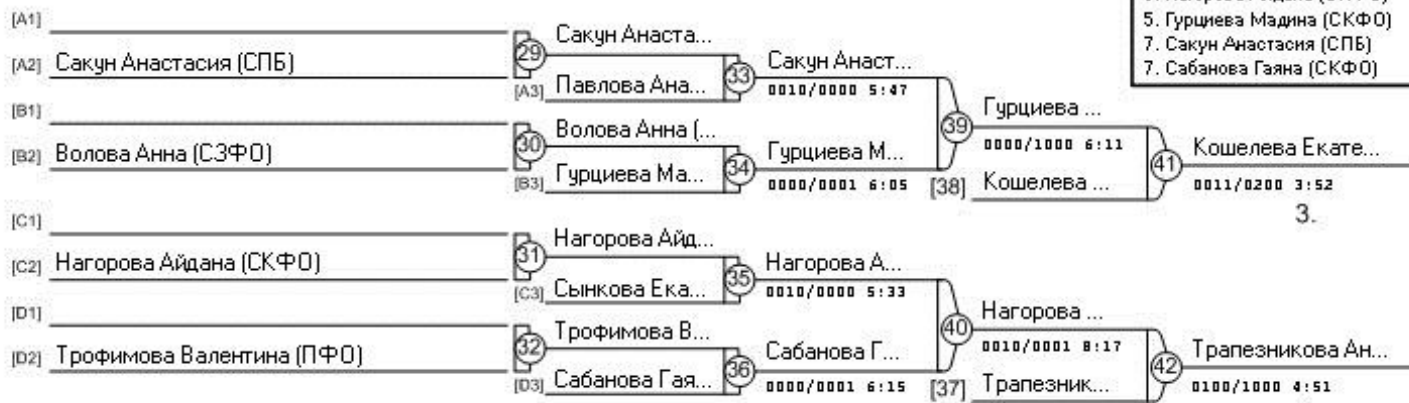 5. Гурциева Мадина (СКФО)
7. Сакун Анастасия (СПБ)
7. Сабанова Гаяна (СКФО)
[A1]
[A2] Сакун Анастасия (СПБ)
29
Сакун Анаста...
[A3] Павлова Ана...
33
Сакун Анаст...
0010/0000 5:47
[B1]
[B2] Волова Анна (СЗФО)
30
Волова Анна (...
[B3] Гурциева Ма...
34
Гурциева М...
0000/0001 6:05
39
Гурциева ...
0000/1000 6:11
[38] Кошелева ...
41
Кошелева Екате...
0011/0200 3:52
3.
[C1]
[C2] Нагорова Айдана (СКФО)
31
Нагорова Айд...
[C3] Сынкова Ека...
35
Нагорова А...
0010/0000 5:33
[D1]
[D2] Трофимова Валентина (ПФО)
32
Трофимова В...
[D3] Сабанова Гая...
36
Сабанова Г...
0000/0001 6:15
40
Нагорова ...
0010/0001 8:17
[37] Трапезник...
42
Трапезникова Ан...
0100/1000 4:51